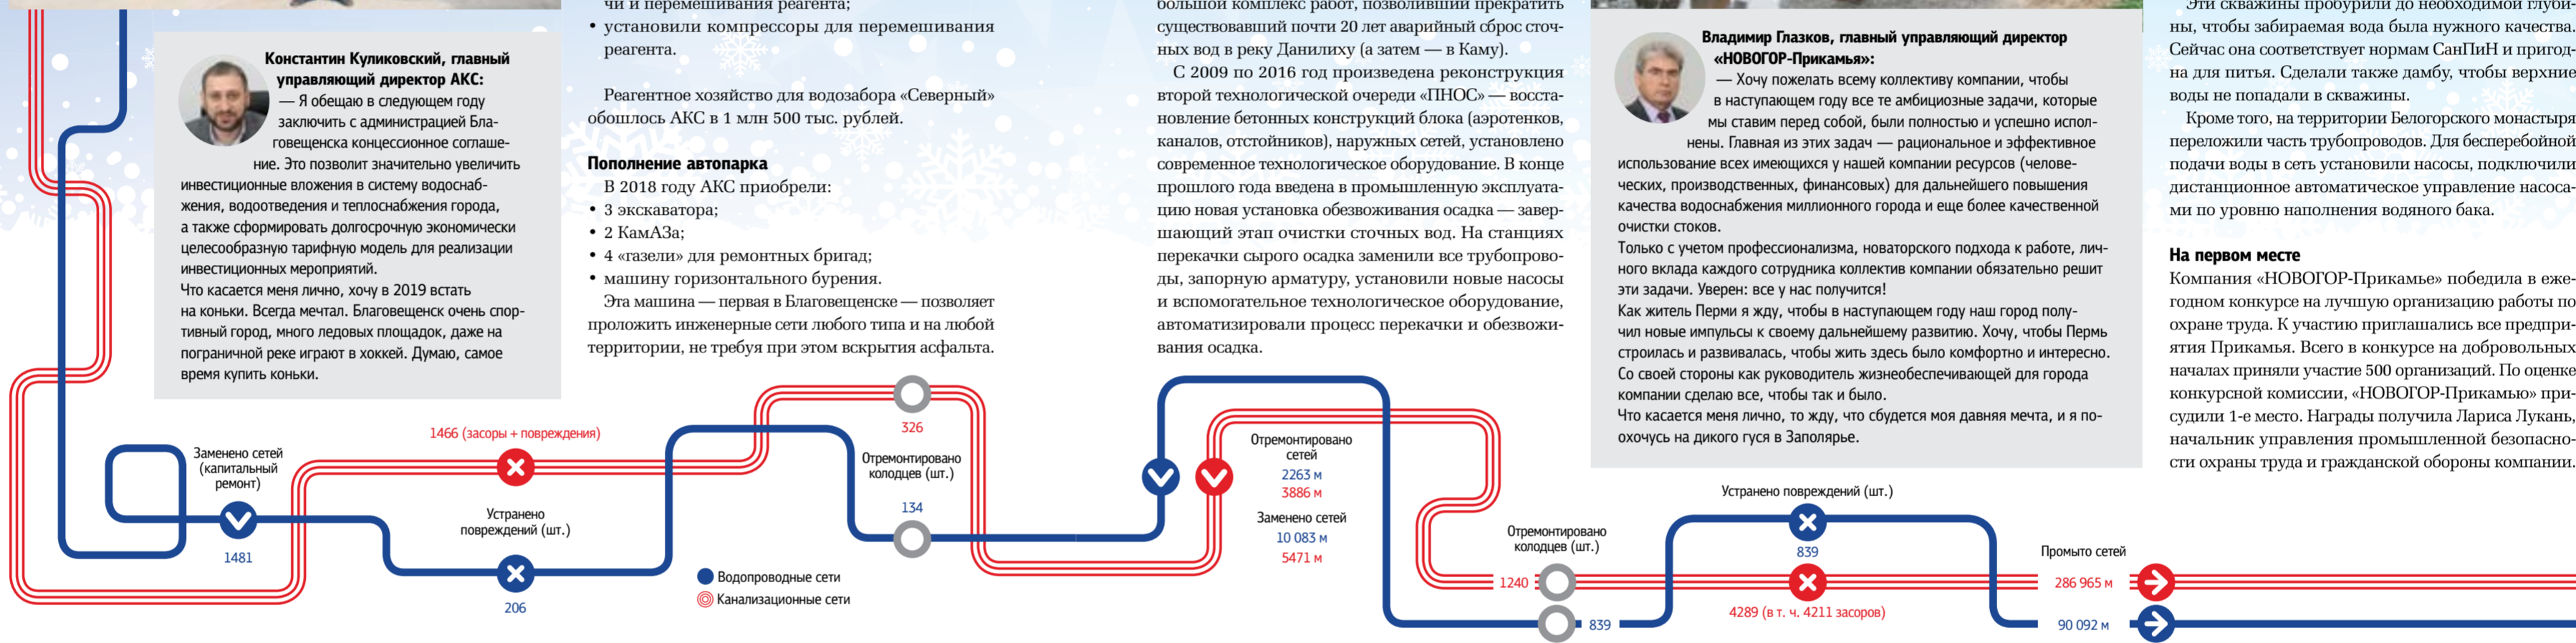 Константин Куликовский, главный
управляющий директор АКС:
— Я обещаю в следующем году
заключить с администрацией Бла-
говещенска концессионное соглаше-
ние. Это позволит значительно увеличить
инвестиционные вложения в систему водоснаб-
жения, водоотведения и теплоснабжения города,
а также сформировать долгосрочную экономически
целесообразную тарифную модель для реализации
инвестиционных мероприятий.
Что касается меня лично, хочу в 2019 встать
на коньки. Всегда мечтал. Благовещенск очень спор-
тивный город, много ледовых площадок, даже на
пограничной реке играют в хоккей. Думаю, самое
время купить коньки.
чи и перемешивания реагента;
• установили компрессоры для перемешивания
реагента.
Реагентное хозяйство для водозабора «Северный»
обошлось АКС в 1 млн 500 тыс. рублей.
Пополнение автопарка
В 2018 году АКС приобрели:
• 3 экскаватора;
• 2 КамАЗа;
• 4 «газели» для ремонтных бригад;
• машину горизонтального бурения.
Эта машина — первая в Благовещенске — позволяет
проложить инженерные сети любого типа и на любой
территории, не требуя при этом вскрытия асфальта.
большой комплекс работ, позволивший прекратить
существовавший почти 20 лет аварийный сброс сточ-
ных вод в реку Данилиху (а затем — в Каму).
С 2009 по 2016 год произведена реконструкция
второй технологической очереди «ПНОС» — восста-
новление бетонных конструкций блока (аэротенков,
каналов, отстойников), наружных сетей, установлено
современное технологическое оборудование. В конце
прошлого года введена в промышленную эксплуата-
цию новая установка обезвоживания осадка — завер-
шающий этап очистки сточных вод. На станциях
перекачки сырого осадка заменили все трубопрово-
ды, запорную арматуру, установили новые насосы
и вспомогательное технологическое оборудование,
автоматизировали процесс перекачки и обезвожи-
вания осадка.
Владимир Глазков, главный управляющий директор
«НОВОГОР-Прикамья»:
— Хочу пожелать всему коллективу компании, чтобы
в наступающем году все те амбициозные задачи, которые
мы ставим перед собой, были полностью и успешно испол-
нены. Главная из этих задач — рациональное и эффективное
использование всех имеющихся у нашей компании ресурсов (челове-
ческих, производственных, финансовых) для дальнейшего повышения
качества водоснабжения миллионного города и еще более качественной
очистки стоков.
Только с учетом профессионализма, новаторского подхода к работе, лич-
ного вклада каждого сотрудника коллектив компании обязательно решит
эти задачи. Уверен: все у нас получится!
Как житель Перми я жду, чтобы в наступающем году наш город полу-
чил новые импульсы к своему дальнейшему развитию. Хочу, чтобы Пермь
строилась и развивалась, чтобы жить здесь было комфортно и интересно.
Со своей стороны как руководитель жизнеобеспечивающей для города
компании сделаю все, чтобы так и было.
Что касается меня лично, то жду, что сбудется моя давняя мечта, и я по-
охочусь на дикого гуся в Заполярье.
Эти скважины пробурили до необходимой глуби-
ны, чтобы забираемая вода была нужного качества.
Сейчас она соответствует нормам СанПиН и пригод-
на для питья. Сделали также дамбу, чтобы верхние
воды не попадали в скважины.
Кроме того, на территории Белогорского монастыря
переложили часть трубопроводов. Для бесперебойной
подачи воды в сеть установили насосы, подключили
дистанционное автоматическое управление насоса-
ми по уровню наполнения водяного бака.
На первом месте
Компания «НОВОГОР-Прикамье» победила в еже-
годном конкурсе на лучшую организацию работы по
охране труда. К участию приглашались все предпри-
ятия Прикамья. Всего в конкурсе на добровольных
началах приняли участие 500 организаций. По оценке
конкурсной комиссии, «НОВОГОР-Прикамью» при-
судили 1-е место. Награды получила Лариса Лукань,
начальник управления промышленной безопасно-
сти охраны труда и гражданской обороны компании.
Заменено сетей
(капитальный
ремонт)
1481
1466 (засоры + повреждения)
Устранено
повреждений (шт.)
206
326
Отремонтировано
колодцев (шт.)
134
Водопроводные сети
Канализационные сети
Отремонтировано
сетей
2263 м
3886 м
Заменено сетей
10 083 м
5471 м
Отремонтировано
колодцев (шт.)
1240
839
Устранено повреждений (шт.)
839
4289 (в т. ч. 4211 засоров)
Промыто сетей
286 965 м
90 092 м